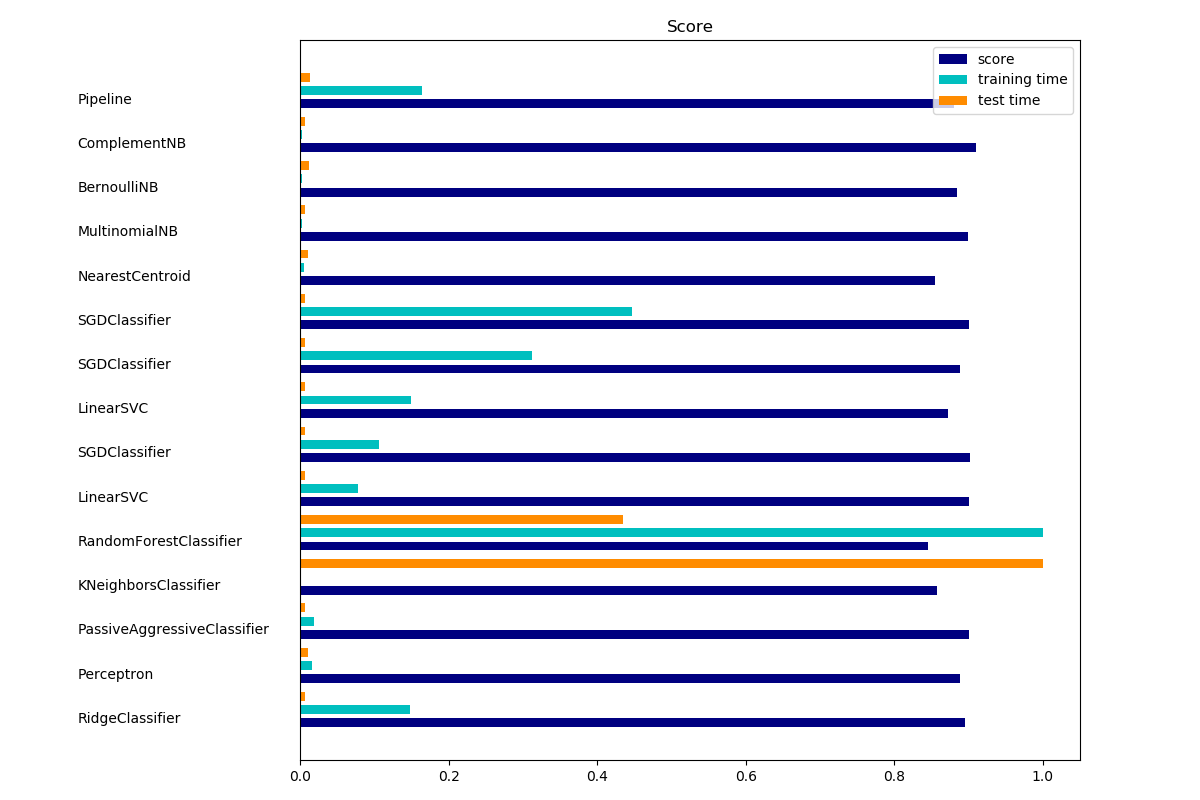 Score
score
training time
test time
Pipeline
ComplementNB
BernoulliNB
MultinomialNB
NearestCentroid
SGDClassifier
SGDClassifier
LinearSVC
SGDClassifier
LinearSVC
RandomForestClassifier
KNeighborsClassifier
PassiveAggressiveClassifier
Perceptron
RidgeClassifier
0.0 0.2 0.4 0.6 0.8 1.0